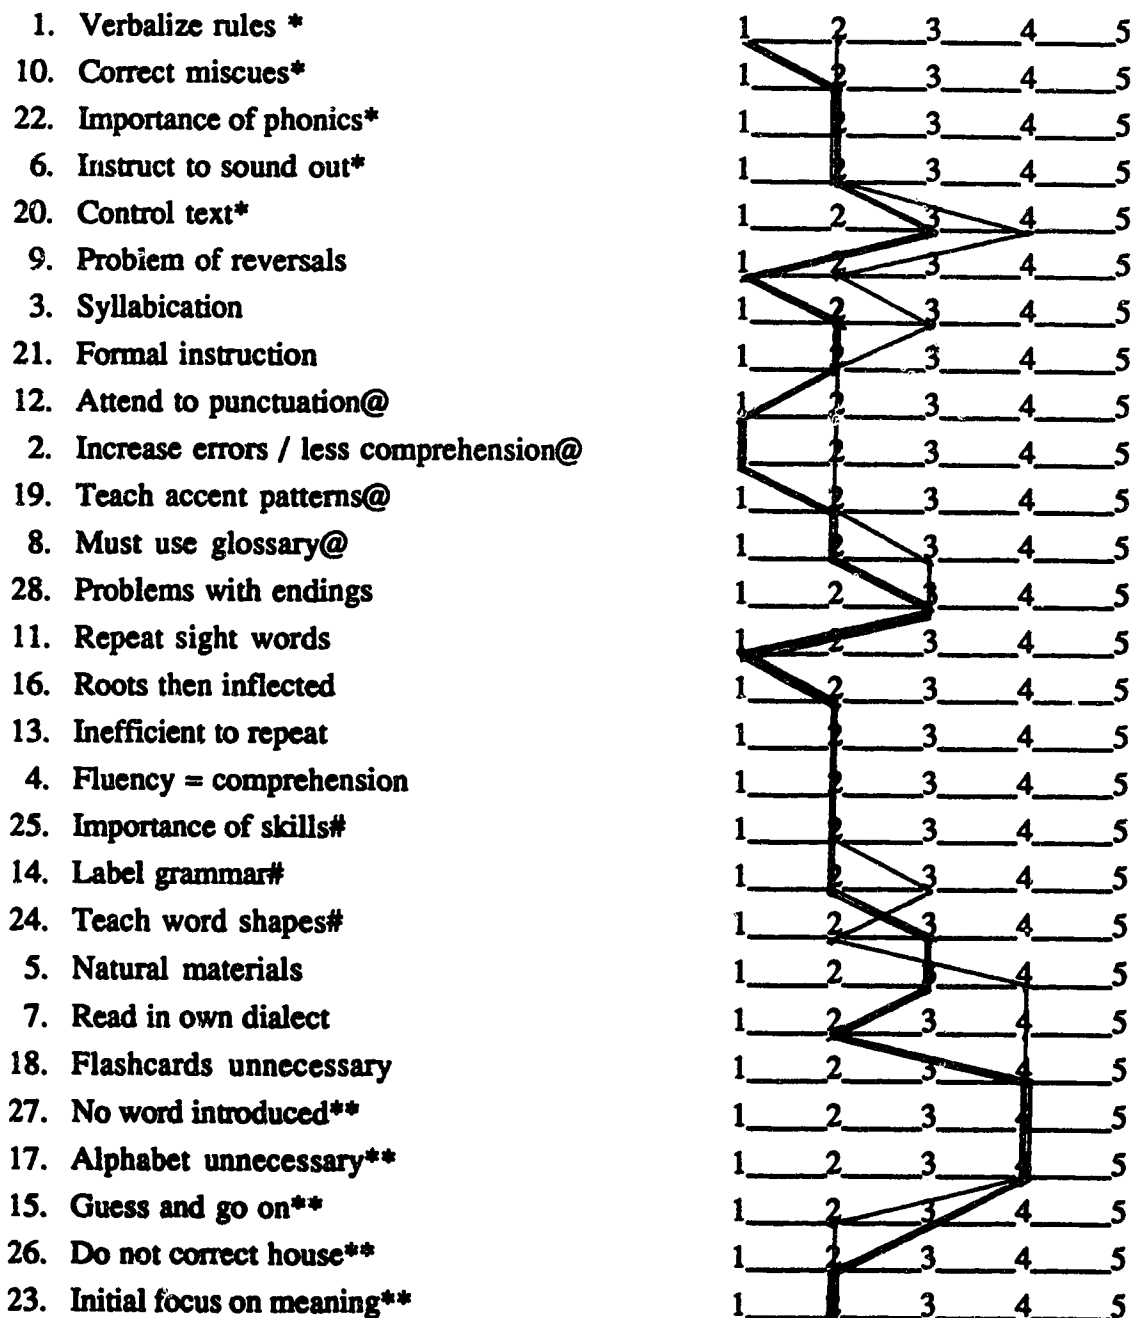 1. Verbalize rules * 1 2 3 4 5
10. Correct miscues* 1 2 3 4 5
22. Importance of phonics* 1 2 3 4 5
6. Instruct to sound out* 1 2 3 4 5
20. Control text* 1 2 3 4 5
9. Problem of reversals 1 2 3 4 5
3. Syllabication 1 2 3 4 5
21. Formal instruction 1 2 3 4 5
12. Attend to punctuation@ 1 2 3 4 5
2. Increase errors / less comprehension@ 1 2 3 4 5
19. Teach accent patterns@ 1 2 3 4 5
8. Must use glossary@ 1 2 3 4 5
28. Problems with endings 1 2 3 4 5
11. Repeat sight words 1 2 3 4 5
16. Roots then inflected 1 2 3 4 5
13. Inefficient to repeat 1 2 3 4 5
4. Fluency = comprehension 1 2 3 4 5
25. Importance of skills# 1 2 3 4 5
14. Label grammar# 1 2 3 4 5
24. Teach word shapes# 1 2 3 4 5
5. Natural materials 1 2 3 4 5
7. Read in own dialect 1 2 3 4 5
18. Flashcards unnecessary 1 2 3 4 5
27. No word introduced** 1 2 3 4 5
17. Alphabet unnecessary** 1 2 3 4 5
15. Guess and go on** 1 2 3 4 5
26. Do not correct house** 1 2 3 4 5
23. Initial focus on meaning** 1 2 3 4 5